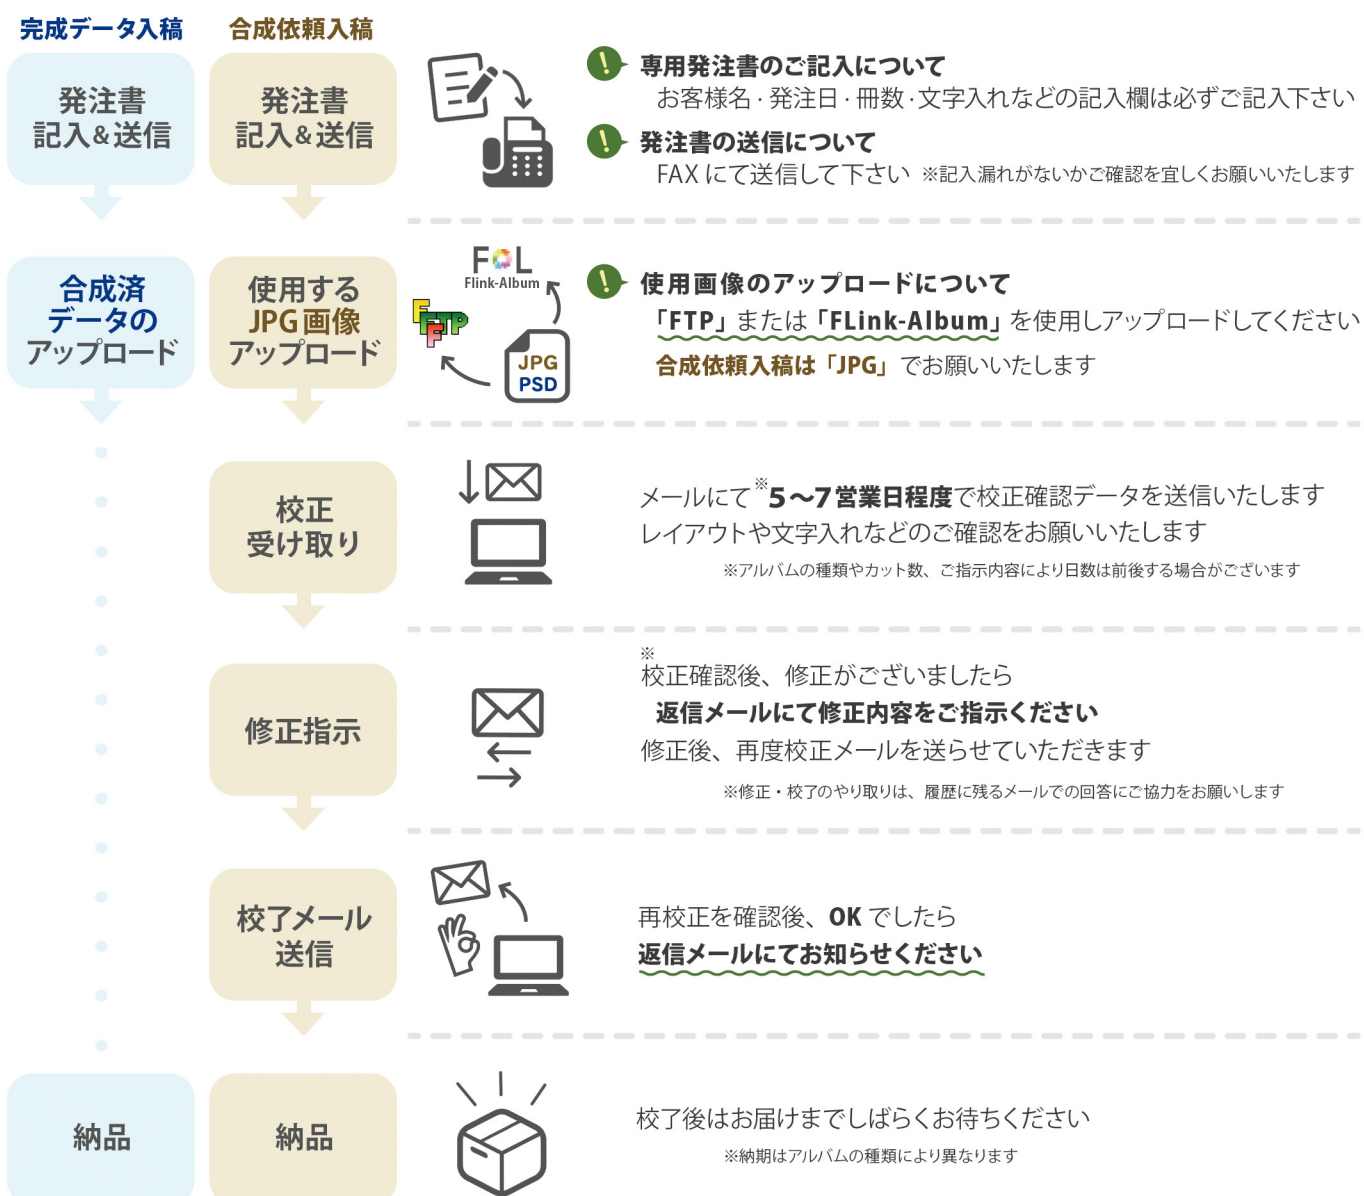 完成データ入稿
合成依頼入稿
発注書
記入&送信
発注書
記入&送信
! 専用発注書のご記入について
お客様名・発注日・冊数・文字入れなどの記入欄は必ずご記入下さい
! 発注書の送信について
FAX にて送信して下さい ※記入漏れがないかご確認を宜しくお願いいたします
合成済
データの
アップロード
使用する
JPG画像
アップロード
FOL
Flink-Album
FFFTP
JPG
PSD
! 使用画像のアップロードについて
「FTP」または「FLink-Album」を使用しアップロードしてください
合成依頼入稿は「JPG」でお願いいたします
校正
受け取り
メールにて※5〜7営業日程度で校正確認データを送信いたします
レイアウトや文字入れなどのご確認をお願いいたします
※アルバムの種類やカット数、ご指示内容により日数は前後する場合がございます
修正指示
※
校正確認後、修正がございましたら
返信メールにて修正内容をご指示ください
修正後、再度校正メールを送らせていただきます
※修正・校了のやり取りは、履歴に残るメールでの回答にご協力をお願いします
校了メール
送信
再校正を確認後、OK でしたら
返信メールにてお知らせください
納品
納品
校了後はお届けまでしばらくお待ちください
※納期はアルバムの種類により異なります